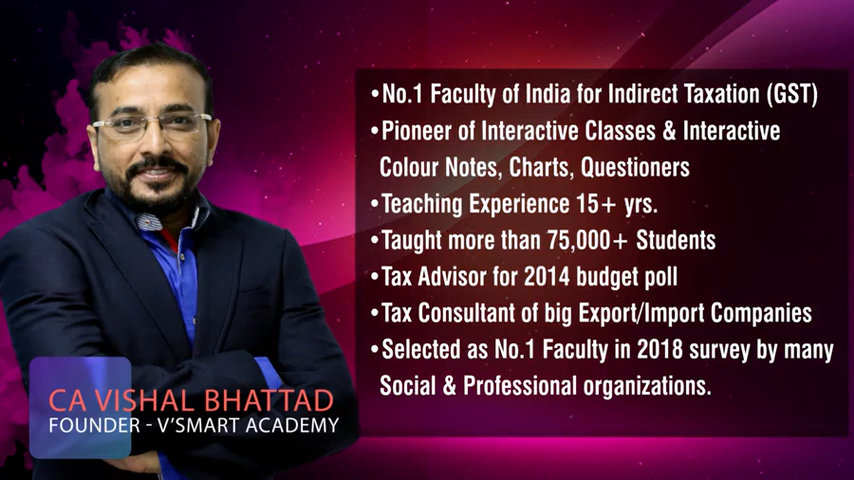 •No.1 Faculty of India for Indirect Taxation (GST)
•Pioneer of Interactive Classes & Interactive
Colour Notes, Charts, Questioners
•Teaching Experience 15+ yrs.
•Taught more than 75,000+ Students
•Tax Advisor for 2014 budget poll
•Tax Consultant of big Export/Import Companies
•Selected as No.1 Faculty in 2018 survey by many
Social & Professional organizations.
CA VISHAL BHATTAD
FOUNDER - V'SMART ACADEMY